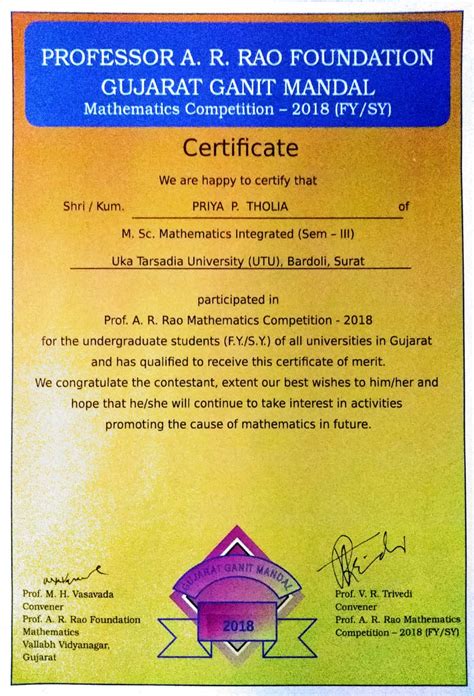 PROFESSOR A. R. RAO FOUNDATION
GUJARAT GANIT MANDAL
Mathematics Competition – 2018 (FY/SY)
Certificate
We are happy to certify that
Shri / Kum. PRIYA P. THOLIA of
M. Sc. Mathematics Integrated (Sem – III)
Uka Tarsadia University (UTU), Bardoli, Surat
participated in
Prof. A. R. Rao Mathematics Competition - 2018
for the undergraduate students (F.Y./S.Y.) of all universities in Gujarat
and has qualified to receive this certificate of merit.
We congratulate the contestant, extent our best wishes to him/her and
hope that he/she will continue to take interest in activities
promoting the cause of mathematics in future.
GUJARAT GANIT MANDAL
2018
Prof. M. H. Vasavada
Convener
Prof. A. R. Rao Foundation
Mathematics
Vallabh Vidyanagar,
Gujarat
Prof. V. R. Trivedi
Convener
Prof. A. R. Rao Mathematics
Competition – 2018 (FY/SY)